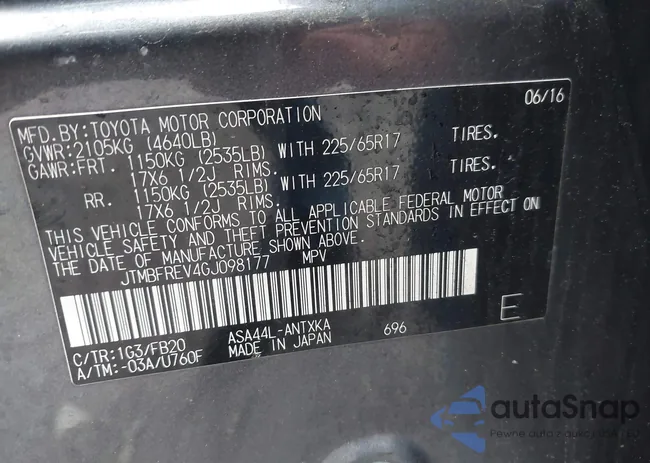 06/16
MFD.BY:TOYOTA MOTOR CORPORATION
GVWR:2105KG (4640LB)
GAWR:FRT. 1150KG (2535LB) WITH 225/65R17 TIRES.
17X6 1/2J RIMS.
RR. 1150KG (2535LB) WITH 225/65R17 TIRES.
17X6 1/2J RIMS.
THIS VEHICLE CONFORMS TO ALL APPLICABLE FEDERAL MOTOR
VEHICLE SAFETY AND THEFT PREVENTION STANDARDS IN EFFECT ON
THE DATE OF MANUFACTURE SHOWN ABOVE.
JTMBFREV4GJ098177 MPV
E
C/TR:1G3/FB20 ASA44L-ANTXKA 696
A/TM:-03A/U760F MADE IN JAPAN
autaSnap
Pewne auta z